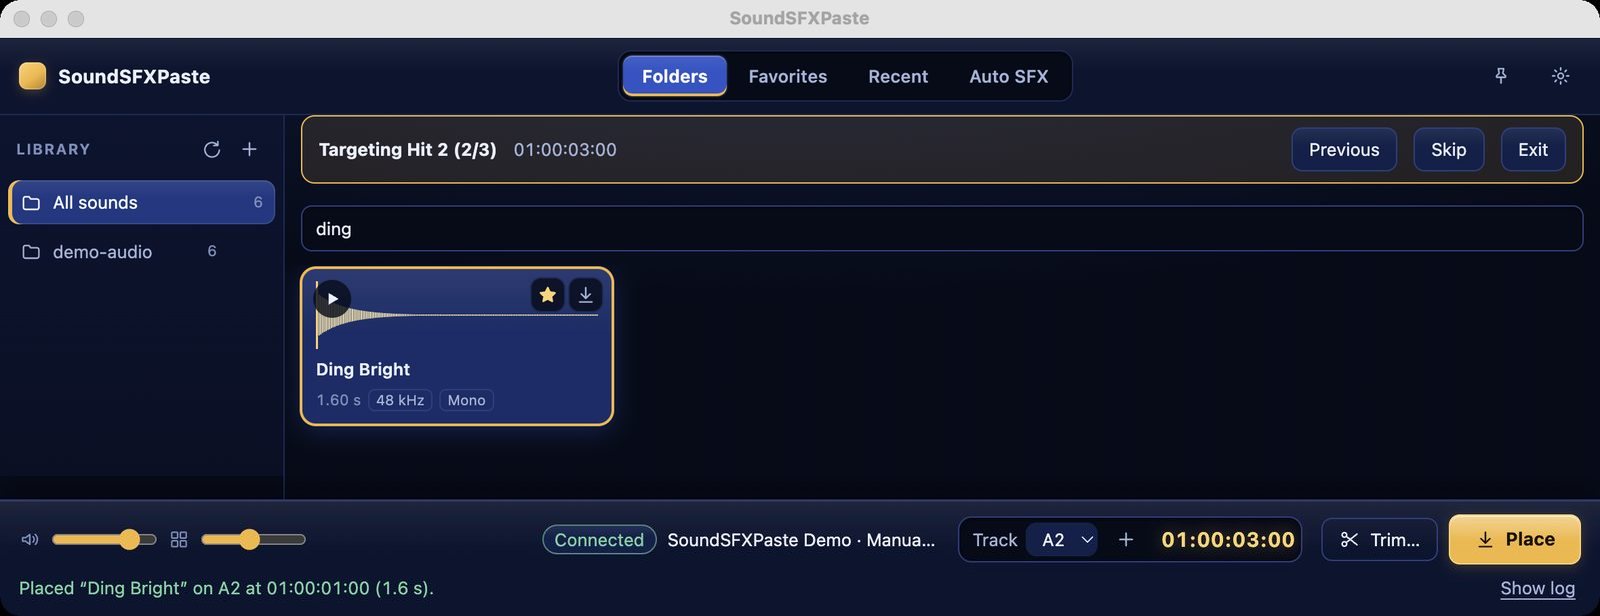 SoundSFXPaste
SoundSFXPaste
Folders Favorites Recent Auto SFX
LIBRARY
All sounds 6
demo-audio 6
Targeting Hit 2 (2/3) 01:00:03:00 Previous Skip Exit
ding
Ding Bright
1.60 s 48 kHz Mono
Connected SoundSFXPaste Demo · Manua... Track A2 01:00:03:00 Trim... Place
Placed “Ding Bright” on A2 at 01:00:01:00 (1.6 s). Show log